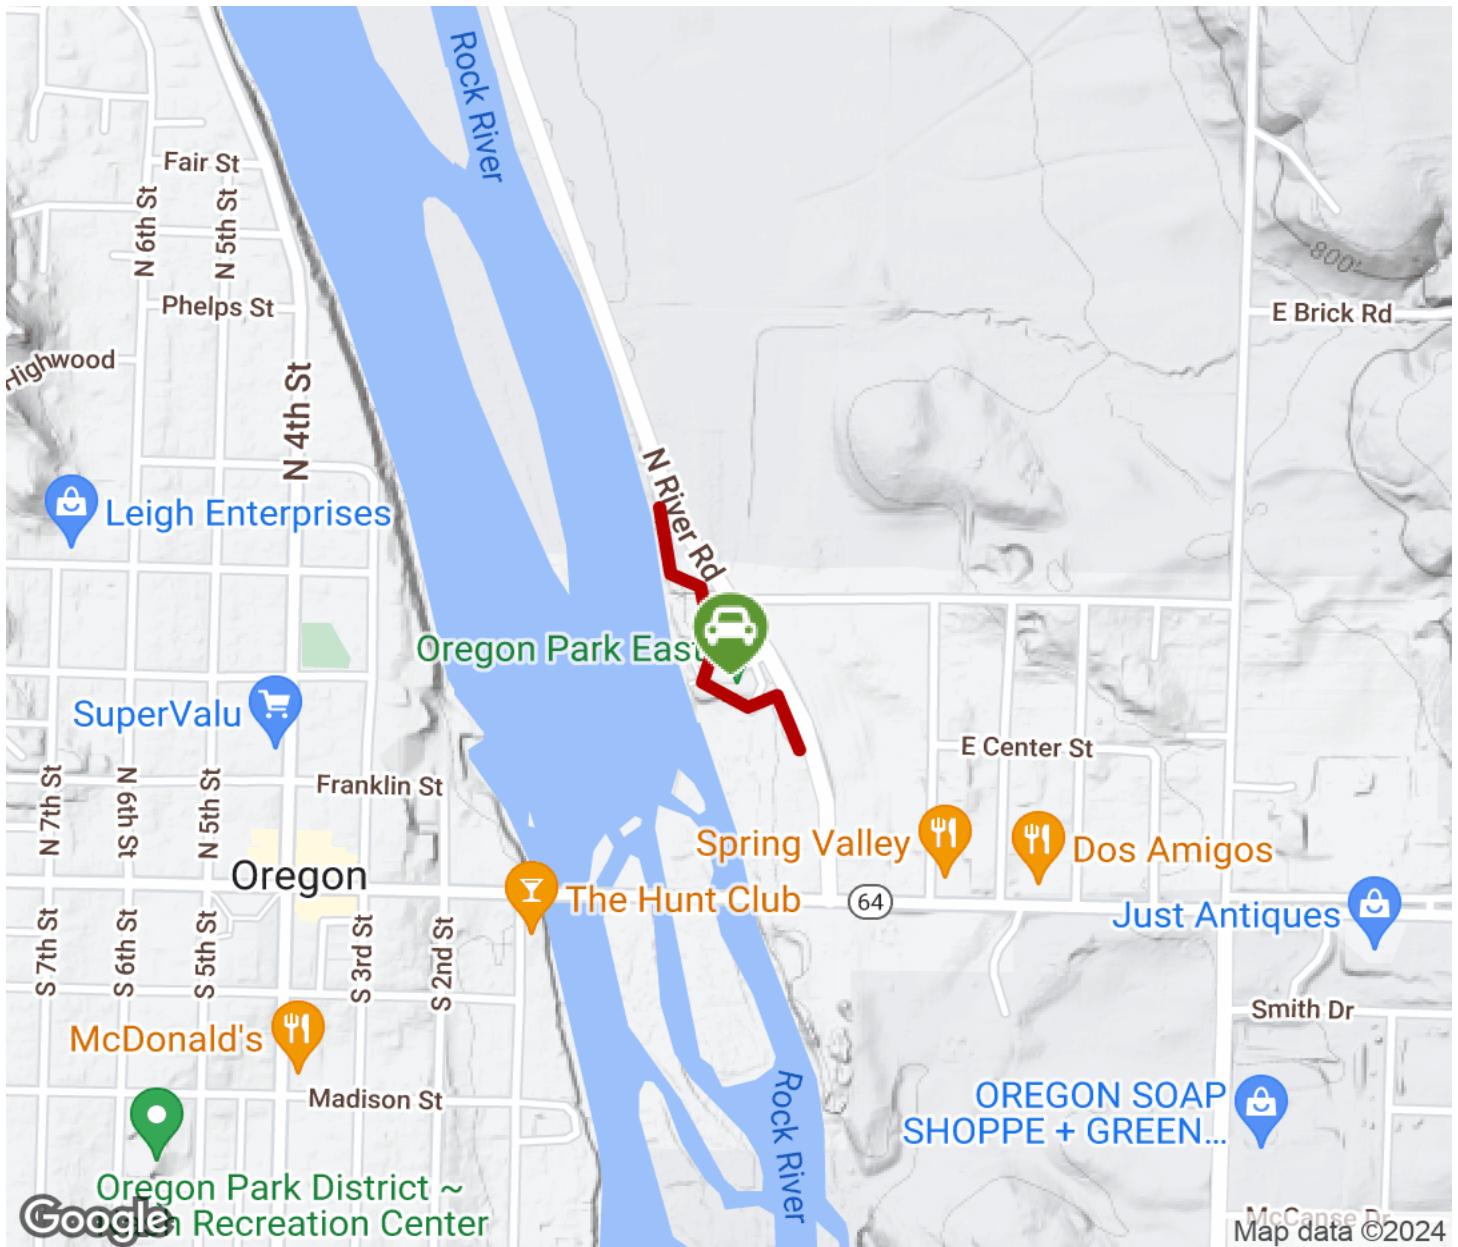 Rock River
Fair St
N 6th St
N 5th St
Phelps St
E Brick Rd
800'
Highwood
N 4th St
N River Rd
Leigh Enterprises
Oregon Park East
SuperValu
E Center St
Franklin St
N 7th St
N 6th St
N 5th St
Spring Valley
Dos Amigos
Oregon
The Hunt Club
64
Just Antiques
S 7th St
S 6th St
S 5th St
S 3rd St
S 2nd St
Smith Dr
McDonald's
Madison St
OREGON SOAP
SHOPPE + GREEN...
Rock River
Oregon Park District ~
Recreation Center
Google
McCanse Dr
Map data ©2024